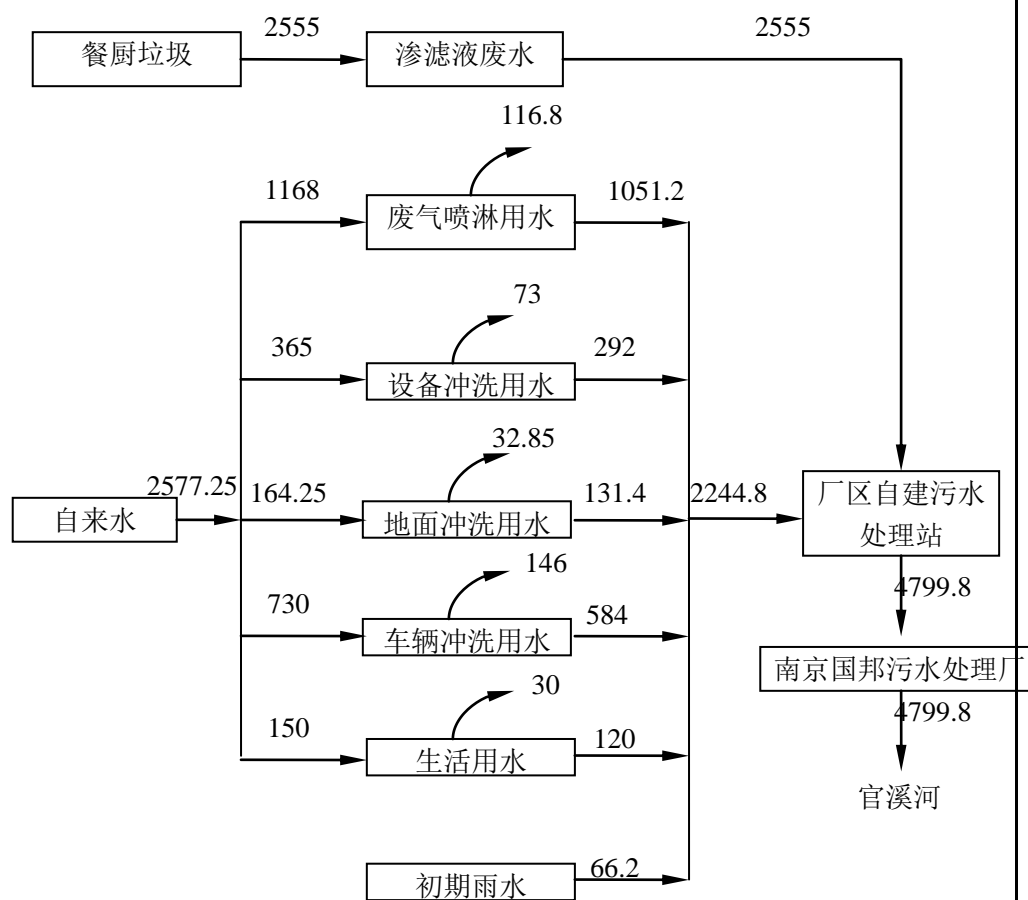 2555
2555
餐厨垃圾
渗滤液废水
116.8
1168
1051.2
废气喷淋用水
73
365
292
设备冲洗用水
32.85
2577.25
164.25
131.4
2244.8
自来水
地面冲洗用水
厂区自建污水
处理站
146
4799.8
730
584
车辆冲洗用水
南京国邦污水处理厂
30
4799.8
150
120
生活用水
官溪河
66.2
初期雨水